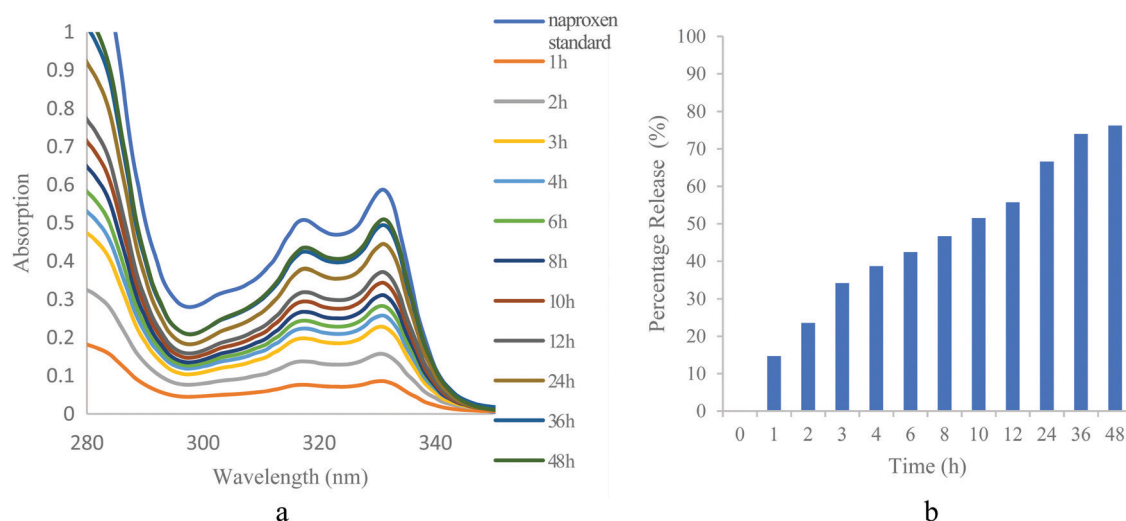 1
0.9
0.8
0.7
0.6
0.5
0.4
0.3
0.2
0.1
0
Absorption
280
300
320
340
Wavelength (nm)
naproxen
standard
1h
2h
3h
4h
6h
8h
10h
12h
24h
36h
48h
a
100
90
80
70
60
50
40
30
20
10
0
Percentage Release (%)
0 1 2 3 4 6 8 10 12 24 36 48
Time (h)
b